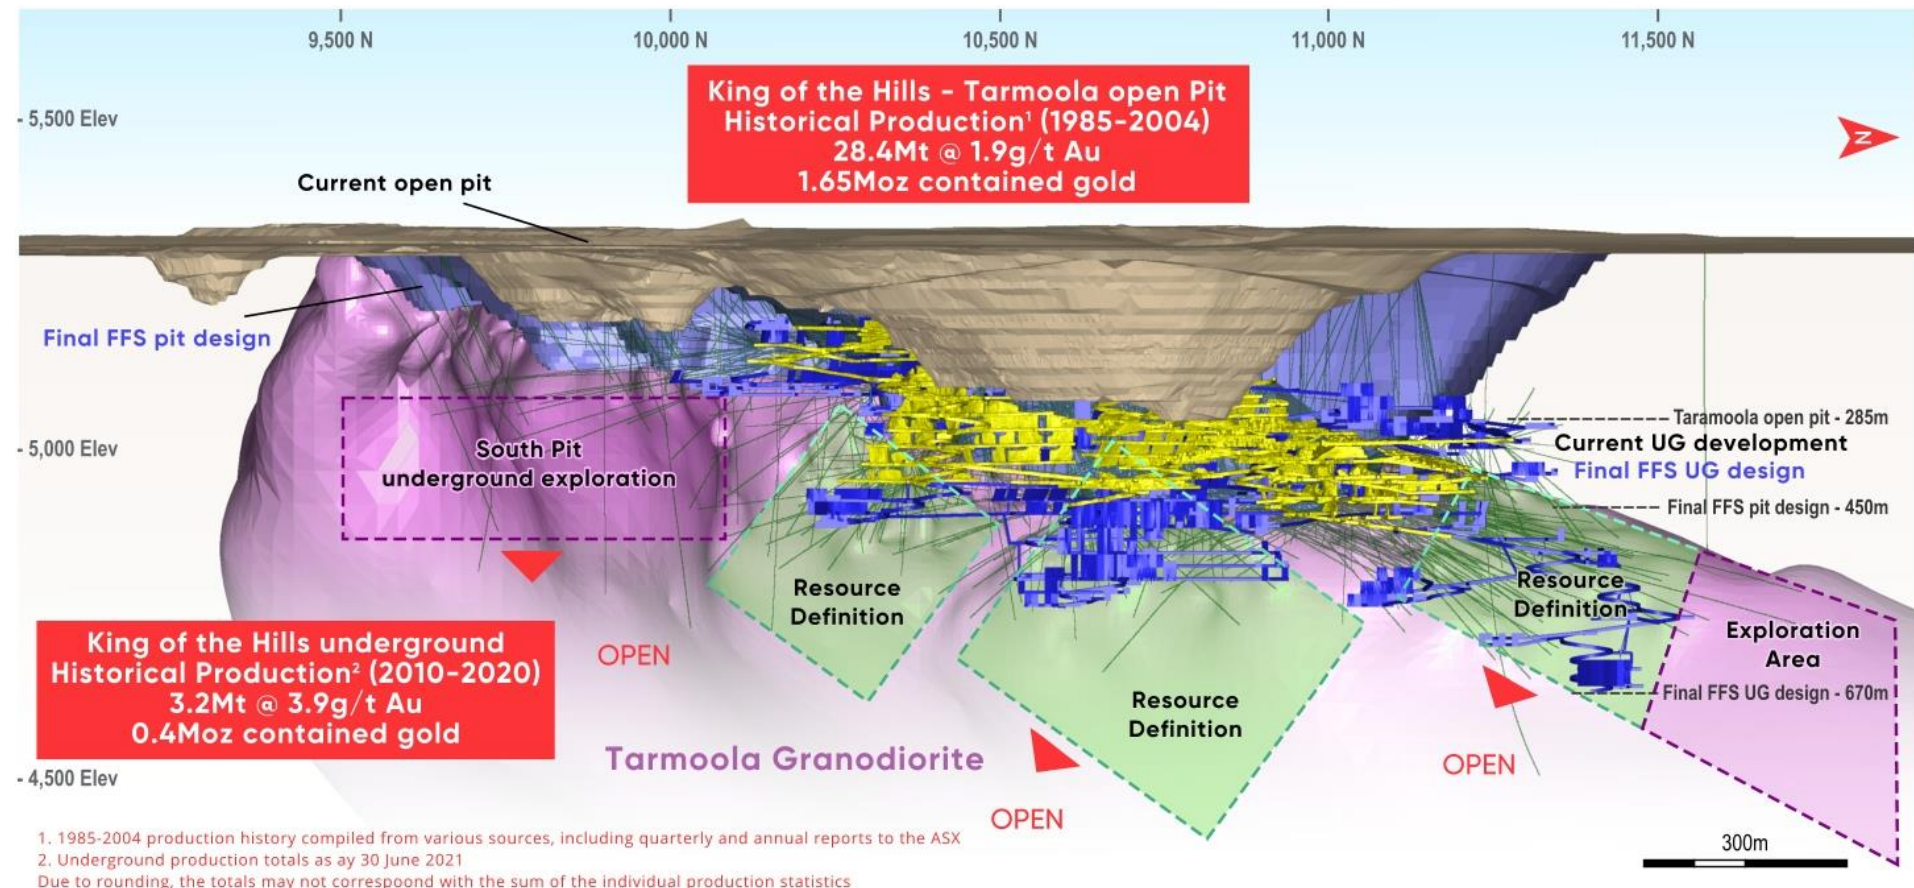 9,500 N
10,000 N
10,500 N
11,000 N
11,500 N
- 5,500 Elev
King of the Hills - Tarmoola open Pit
Historical Production¹ (1985-2004)
28.4Mt @ 1.9g/t Au
1.65Moz contained gold
N
Current open pit
Final FFS pit design
Taramoola open pit - 285m
Current UG development
Final FFS UG design
Final FFS pit design - 450m
- 5,000 Elev
South Pit
underground exploration
Resource
Definition
Resource
Definition
Exploration
Area
Final FFS UG design - 670m
King of the Hills underground
Historical Production² (2010-2020)
3.2Mt @ 3.9g/t Au
0.4Moz contained gold
OPEN
Resource
Definition
Tarmoola Granodiorite
OPEN
OPEN
- 4,500 Elev
300m
1. 1985-2004 production history compiled from various sources, including quarterly and annual reports to the ASX
2. Underground production totals as ay 30 June 2021
Due to rounding, the totals may not correspoond with the sum of the individual production statistics